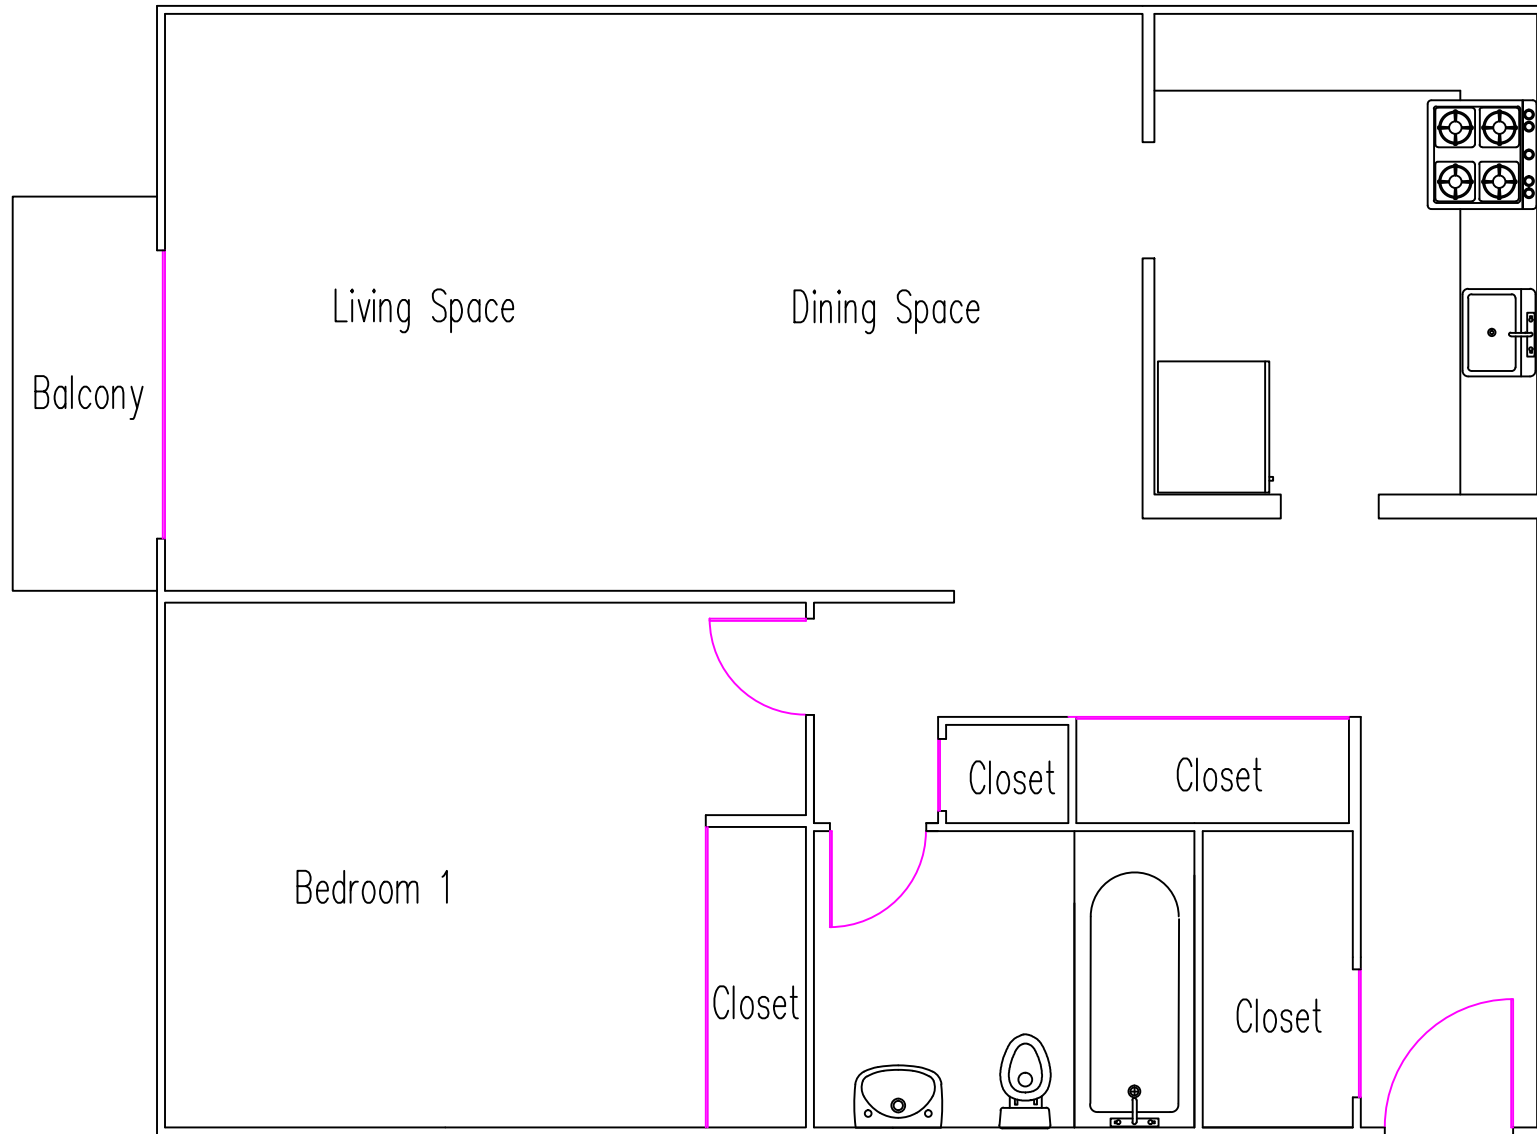 Living Space
Dining Space
Balcony
Closet
Closet
Bedroom 1
Closet
Closet